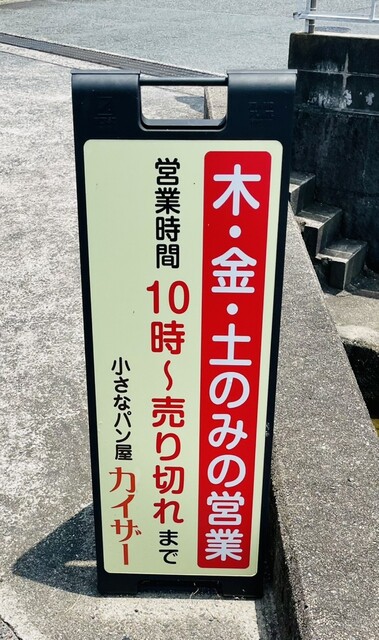 木・金・土のみの営業
営業時間
10時～売り切れまで
小さなパン屋
カイザー